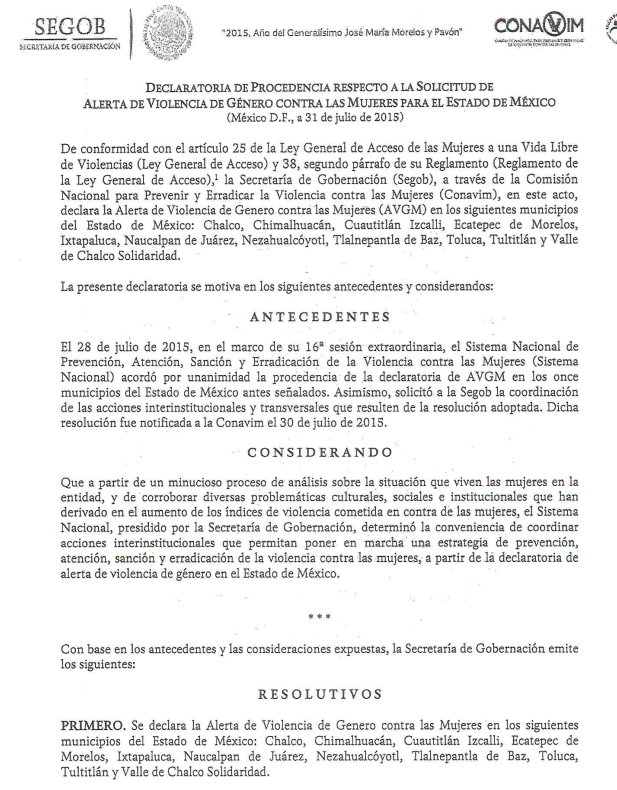 SEGOB
SECRETARÍA DE GOBERNACIÓN
"2015, Año del Generalísimo José María Morelos y Pavón"
CONAVIM
DECLARATORIA DE PROCEDENCIA RESPECTO A LA SOLICITUD DE
ALERTA DE VIOLENCIA DE GÉNERO CONTRA LAS MUJERES PARA EL ESTADO DE MÉXICO
(México D.F., a 31 de julio de 2015)
De conformidad con el artículo 25 de la Ley General de Acceso de las Mujeres a una Vida Libre
de Violencias (Ley General de Acceso) y 38, segundo párrafo de su Reglamento (Reglamento de
la Ley General de Acceso),¹ la Secretaría de Gobernación (Segob), a través de la Comisión
Nacional para Prevenir y Erradicar la Violencia contra las Mujeres (Conavim), en este acto,
declara la Alerta de Violencia de Genero contra las Mujeres (AVGM) en los siguientes municipios
del Estado de México: Chalco, Chimalhuacán, Cuautitlán Izcalli, Ecatepec de Morelos,
Ixtapaluca, Naucalpan de Juárez, Nezahualcóyotl, Tlalnepantla de Baz, Toluca, Tultitlán y Valle
de Chalco Solidaridad.
La presente declaratoria se motiva en los siguientes antecedentes y considerandos:
ANTECEDENTES
El 28 de julio de 2015, en el marco de su 16ª sesión extraordinaria, el Sistema Nacional de
Prevención, Atención, Sanción y Erradicación de la Violencia contra las Mujeres (Sistema
Nacional) acordó por unanimidad la procedencia de la declaratoria de AVGM en los once
municipios del Estado de México antes señalados. Asimismo, solicitó a la Segob la coordinación
de las acciones interinstitucionales y transversales que resulten de la resolución adoptada. Dicha
resolución fue notificada a la Conavim el 30 de julio de 2015.
CONSIDERANDO
Que a partir de un minucioso proceso de análisis sobre la situación que viven las mujeres en la
entidad, y de corroborar diversas problemáticas culturales, sociales e institucionales que han
derivado en el aumento de los índices de violencia cometida en contra de las mujeres, el Sistema
Nacional, presidido por la Secretaría de Gobernación, determinó la conveniencia de coordinar
acciones interinstitucionales que permitan poner en marcha una estrategia de prevención,
atención, sanción y erradicación de la violencia contra las mujeres, a partir de la declaratoria de
alerta de violencia de género en el Estado de México.
***
Con base en los antecedentes y las consideraciones expuestas, la Secretaría de Gobernación emite
los siguientes:
RESOLUTIVOS
PRIMERO. Se declara la Alerta de Violencia de Genero contra las Mujeres en los siguientes
municipios del Estado de México: Chalco, Chimalhuacán, Cuautitlán Izcalli, Ecatepec de
Morelos, Ixtapaluca, Naucalpan de Juárez, Nezahualcóyotl, Tlalnepantla de Baz, Toluca,
Tultitlán y Valle de Chalco Solidaridad.